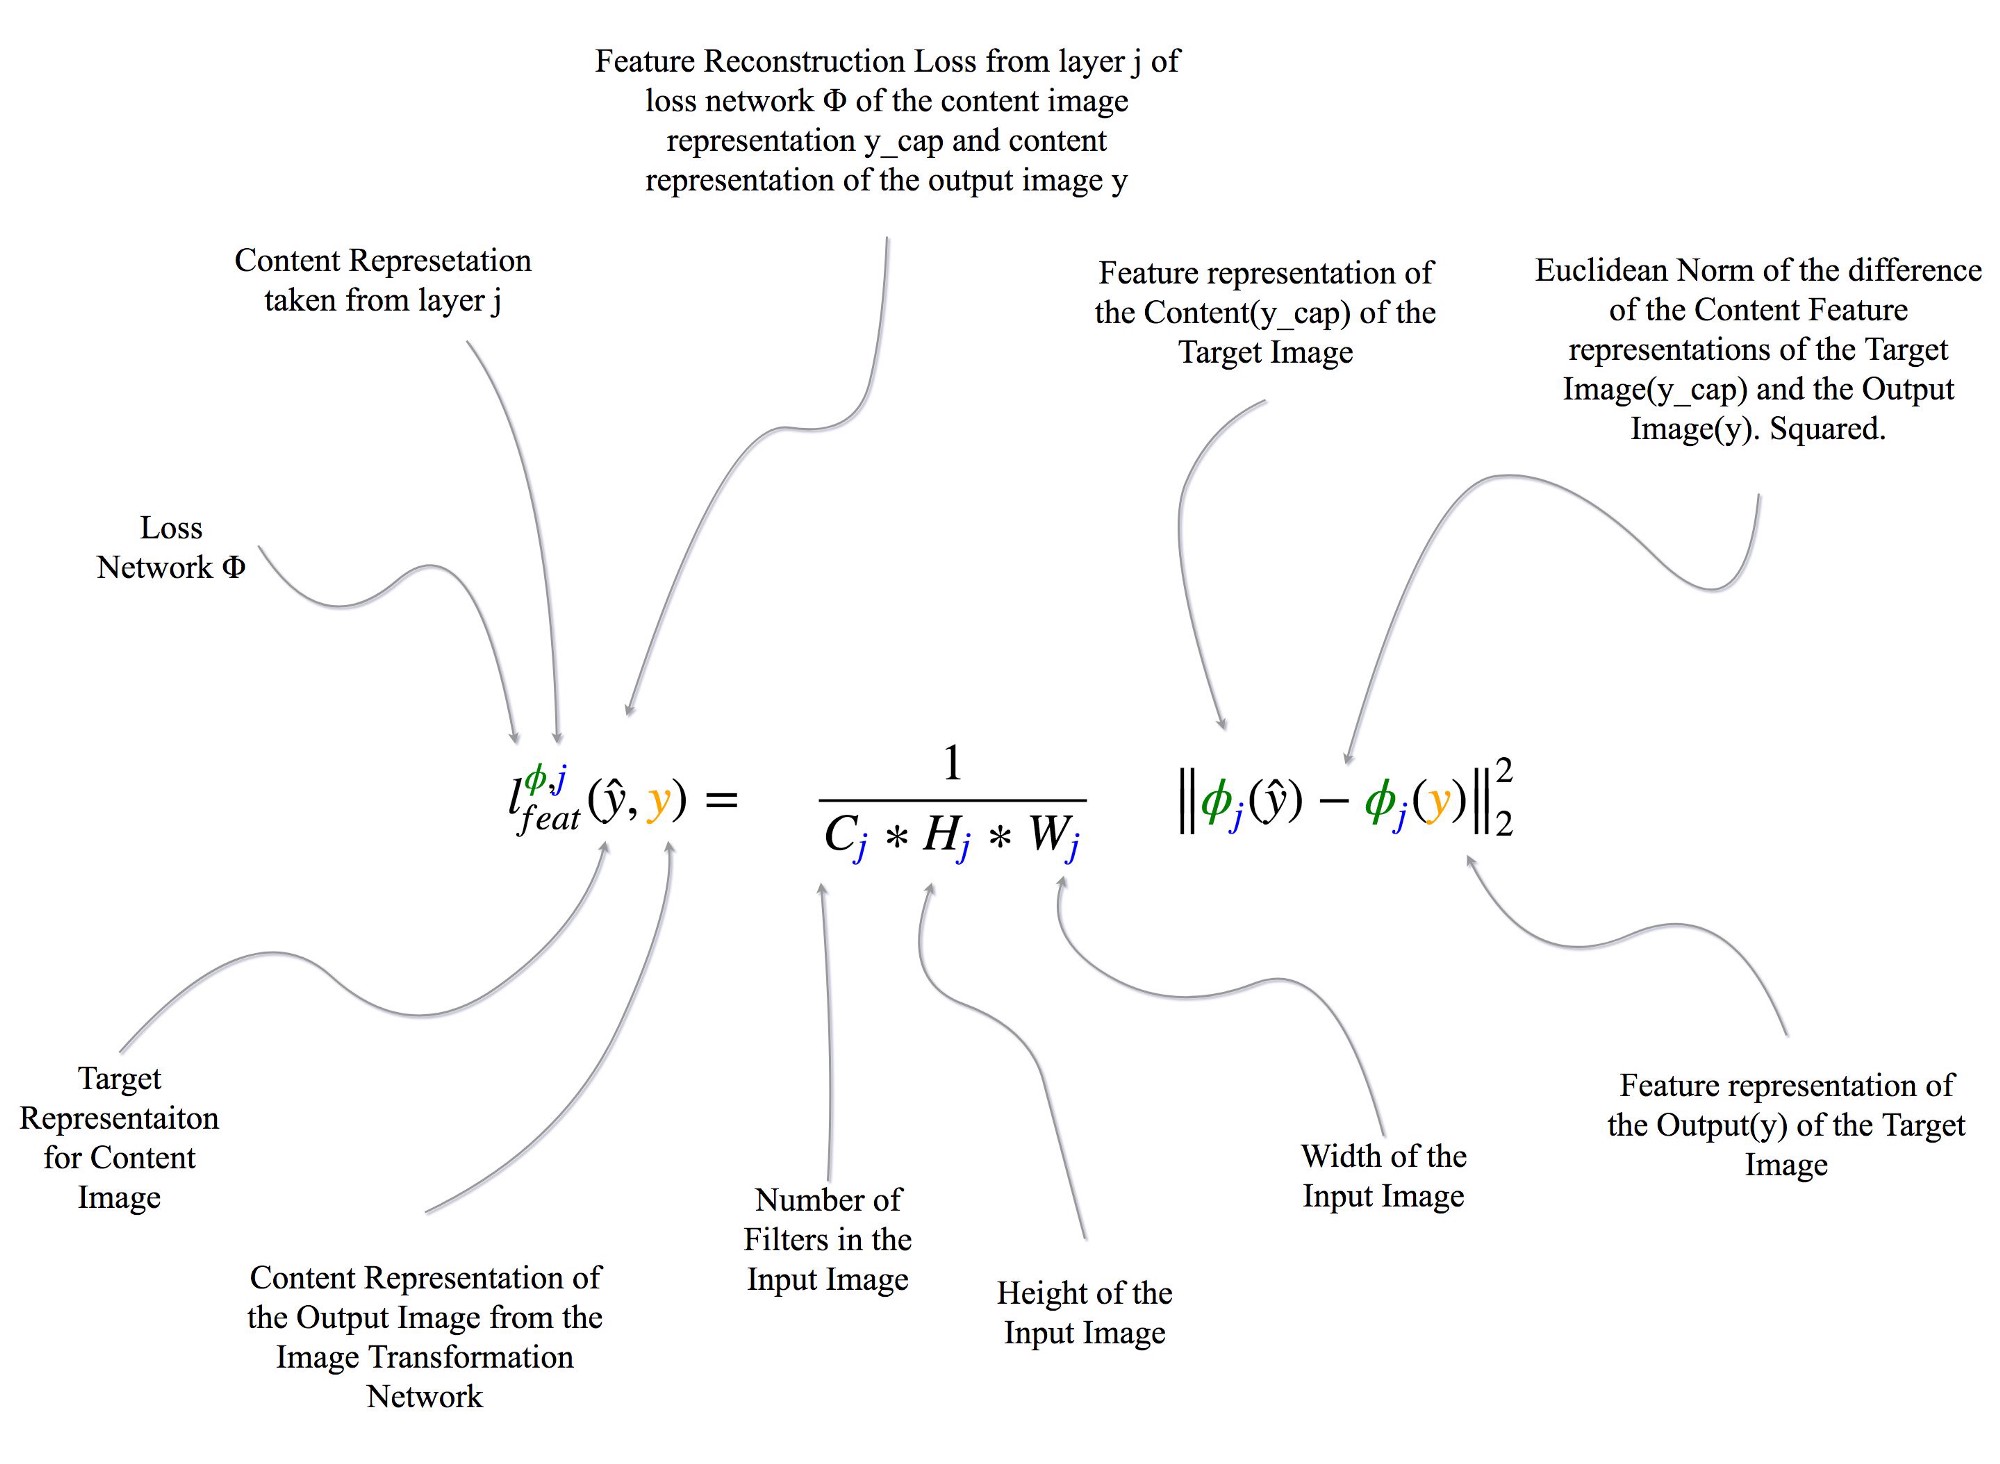 Feature Reconstruction Loss from layer j of
loss network Φ of the content image
representation y_cap and content
representation of the output image y
Content Represetation
taken from layer j
Feature representation of
the Content(y_cap) of the
Target Image
Euclidean Norm of the difference
of the Content Feature
representations of the Target
Image(y_cap) and the Output
Image(y). Squared.
Loss
Network Φ
l_{feat}^{ϕ,j}(ŷ, y) = \frac{1}{C_j * H_j * W_j} ‖ϕ_j(ŷ) − ϕ_j(y)‖_2^2
Target
Representaiton
for Content
Image
Content Representation of
the Output Image from the
Image Transformation
Network
Number of
Filters in the
Input Image
Height of the
Input Image
Width of the
Input Image
Feature representation of
the Output(y) of the Target
Image